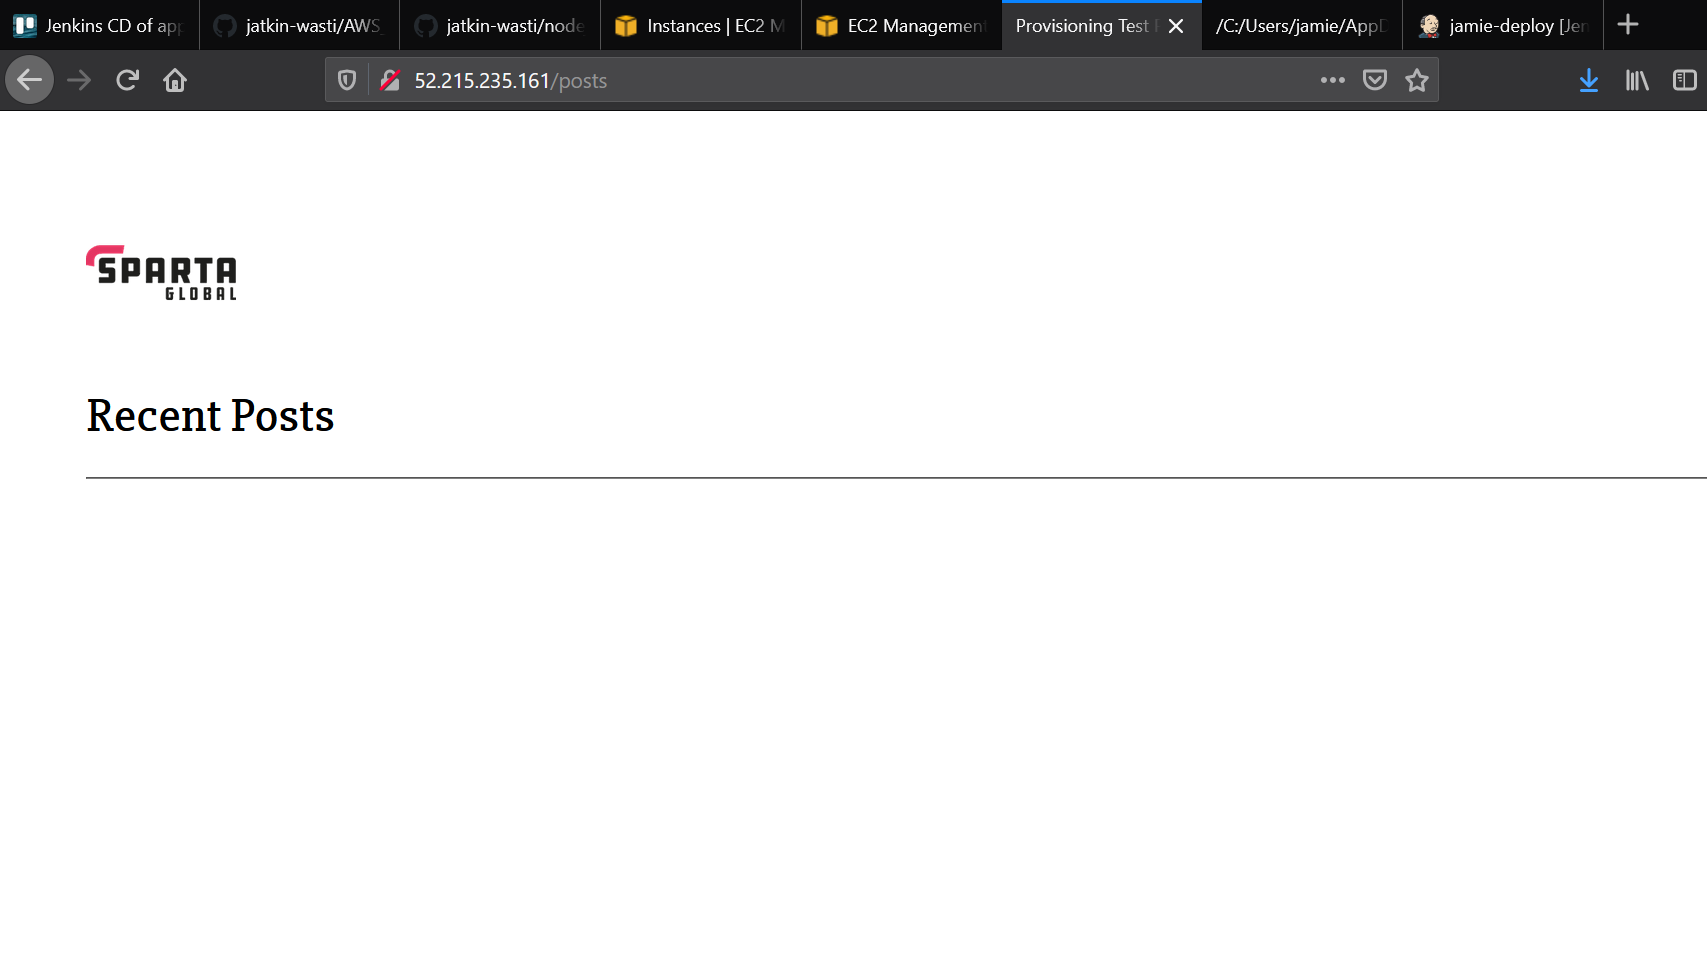 Jenkins CD of app
jatkin-wasti/AWS_
jatkin-wasti/node
Instances | EC2 M
EC2 Management
Provisioning Test
/C:/Users/jamie/AppD
jamie-deploy [Jen
52.215.235.161/posts
SPARTA
GLOBAL
Recent Posts